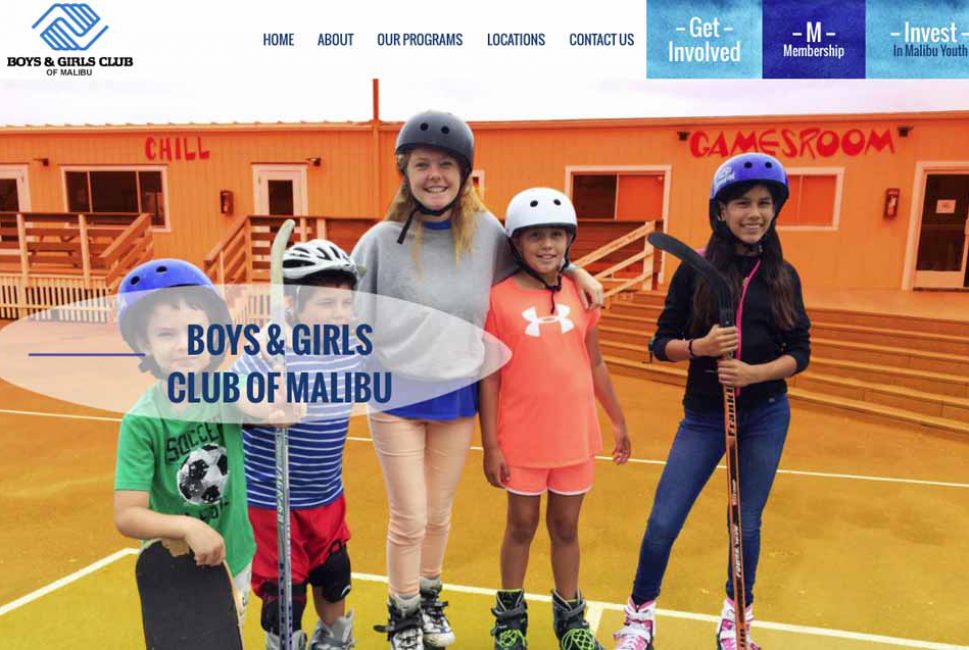 BOYS & GIRLS CLUB
OF MALIBU
HOME ABOUT OUR PROGRAMS LOCATIONS CONTACT US
– Get –
Involved
– M –
Membership
– Invest –
In Malibu Youth
CHILL
GAMESROOM
BOYS & GIRLS
CLUB OF MALIBU
SOCCER
Franklin